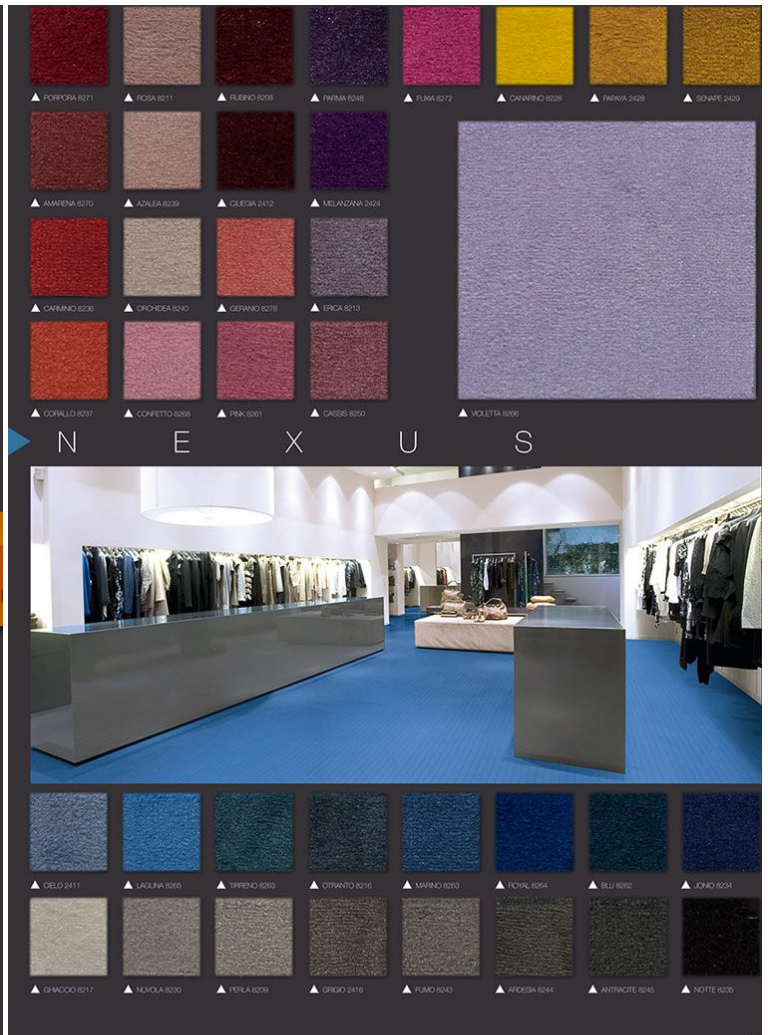 ▲ PORPORA 8271 ▲ ROSA 8211 ▲ RUBINO 8208 ▲ PARMA 8248 ▲ FUXIA 8272 ▲ CANARINO 8228 ▲ PAPAYA 2428 ▲ SENAPE 2429
▲ AMARENA 8270 ▲ AZALEA 8239 ▲ CILIEGIA 2412 ▲ MELANZANA 2424
▲ CARMINIO 8236 ▲ ORCHIDEA 8240 ▲ GERANIO 8278 ▲ ERICA 8213
▲ CORALLO 8237 ▲ CONFETTO 8268 ▲ PINK 8261 ▲ CASSIS 8250 ▲ VIOLETTA 8266
NEXUS
▲ CIELO 2411 ▲ LAGUNA 8265 ▲ TIRRENO 8263 ▲ OTRANTO 8216 ▲ MARINO 8263 ▲ ROYAL 8264 ▲ BLU 8262 ▲ JONIO 8234
▲ GHIACCIO 8217 ▲ NUVOLA 8230 ▲ PERLA 8209 ▲ GRIGIO 2416 ▲ FUMO 8243 ▲ ARDESIA 8244 ▲ ANTRACITE 8245 ▲ NOTTE 8235